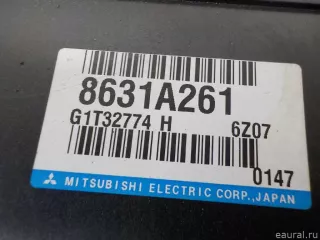 8631A261
G1T32774 H 6Z07
0147
MITSUBISHI ELECTRIC CORP., JAPAN
© eaural.ru